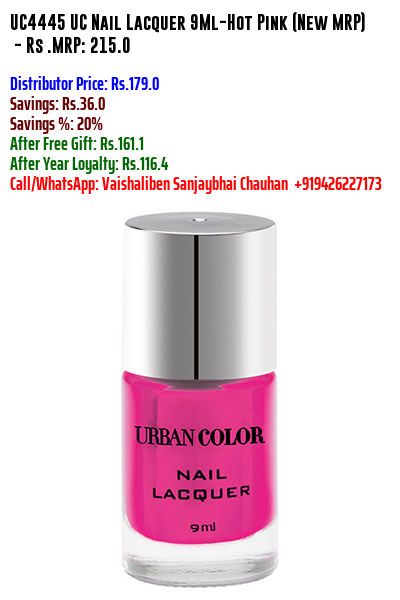 UC4445 UC Nail Lacquer 9Ml-Hot Pink (New MRP)
- Rs .MRP: 215.0
Distributor Price: Rs.179.0
Savings: Rs.36.0
Savings %: 20%
After Free Gift: Rs.161.1
After Year Loyalty: Rs.116.4
Call/WhatsApp: Vaishaliben Sanjaybhai Chauhan +919426227173
URBAN COLOR
NAIL
LACQUER
9ml